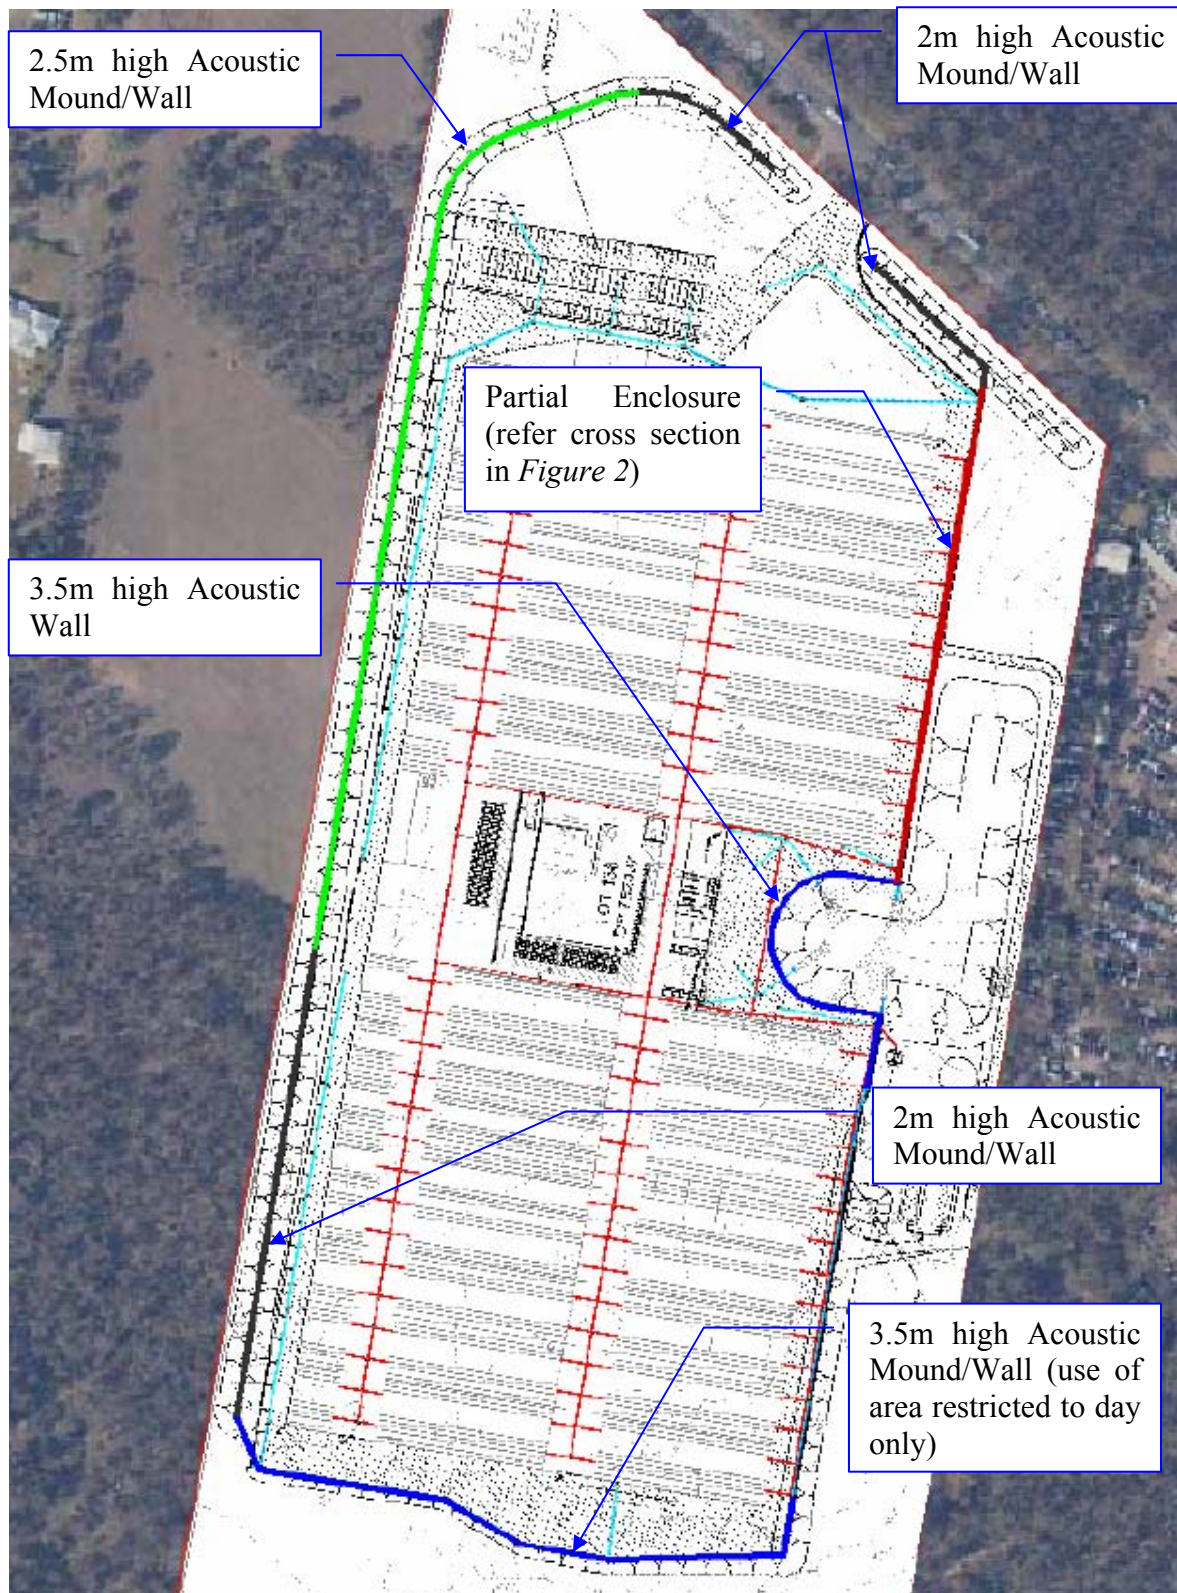 2.5m high Acoustic
Mound/Wall
2m high Acoustic
Mound/Wall
Partial Enclosure
(refer cross section
in Figure 2)
3.5m high Acoustic
Wall
2m high Acoustic
Mound/Wall
3.5m high Acoustic
Mound/Wall (use of
area restricted to day
only)